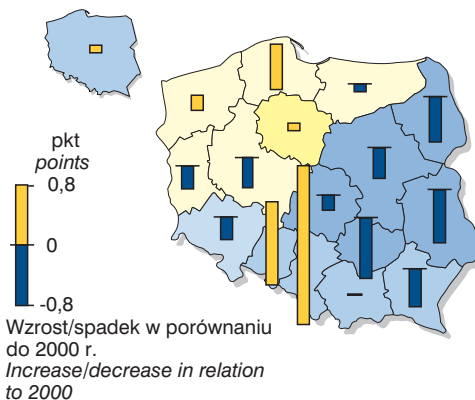 pkt
points
0,8
0
-0,8
Wzrost/spadek w porównaniu
do 2000 r.
Increase/decrease in relation
to 2000